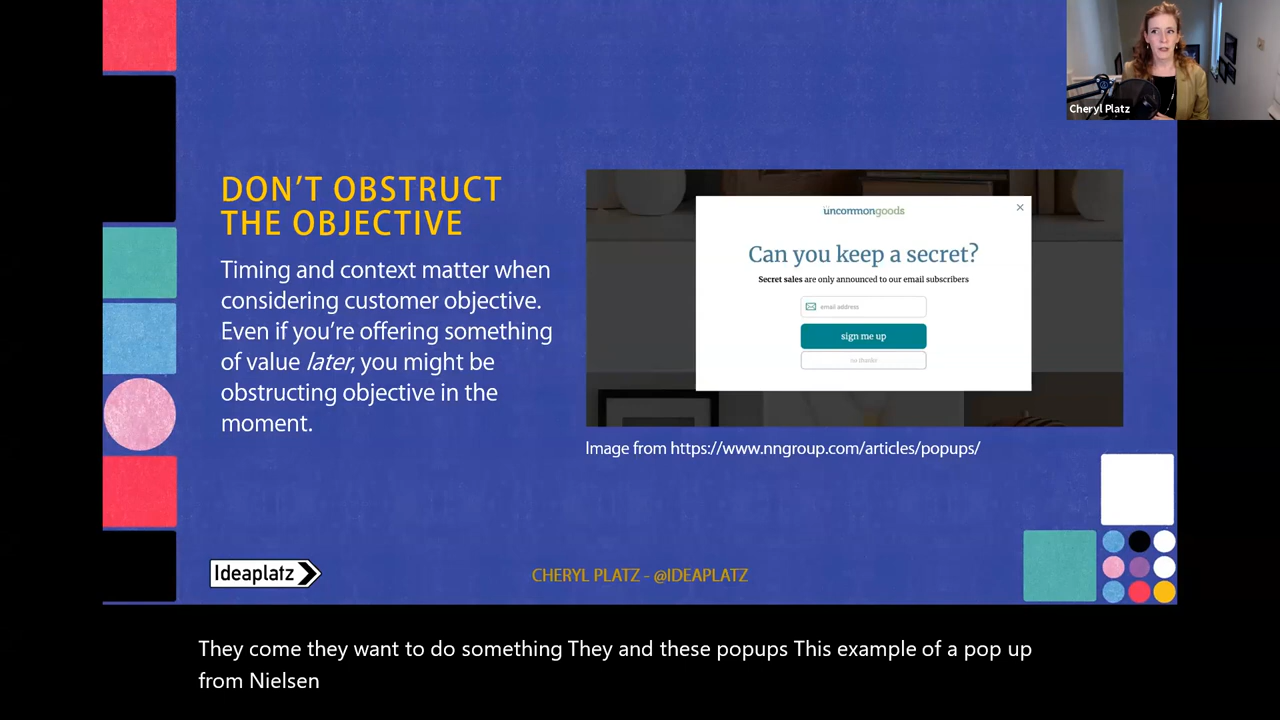 Cheryl Platz
DON'T OBSTRUCT
THE OBJECTIVE
Timing and context matter when
considering customer objective.
Even if you're offering something
of value later, you might be
obstructing objective in the
moment.
uncommongoods
Can you keep a secret?
Secret sales are only announced to our email subscribers
email address
sign me up
no thanks
Image from https://www.nngroup.com/articles/popups/
Ideaplatz
CHERYL PLATZ - @IDEAPLATZ
They come they want to do something They and these popups This example of a pop up
from Nielsen